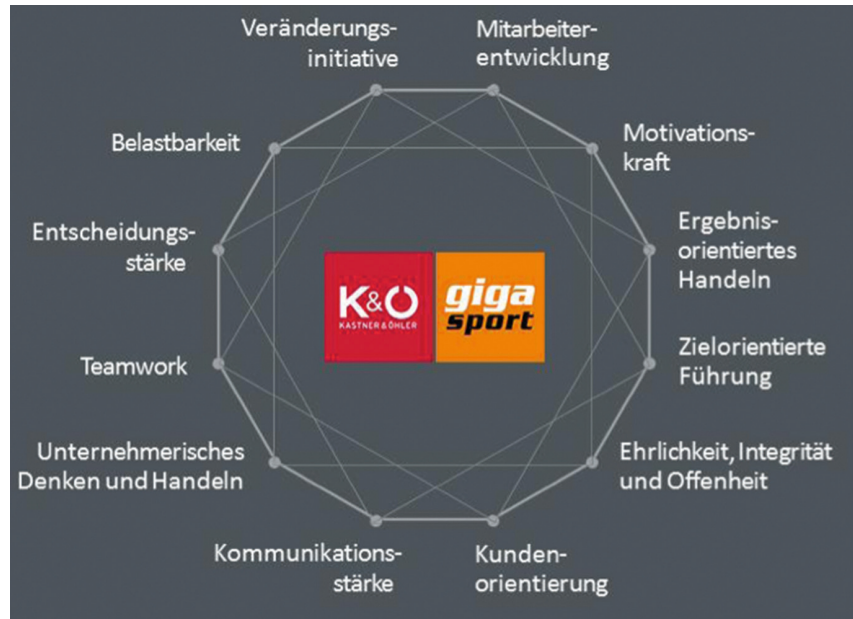 Veränderungs-
initiative
Mitarbeiter-
entwicklung
Belastbarkeit
Motivations-
kraft
Entscheidungs-
stärke
Ergebnis-
orientiertes
Handeln
K&Ö
KASTNER & ÖHLER
giga
sport
Teamwork
Zielorientierte
Führung
Unternehmerisches
Denken und Handeln
Ehrlichkeit, Integrität
und Offenheit
Kommunikations-
stärke
Kunden-
orientierung